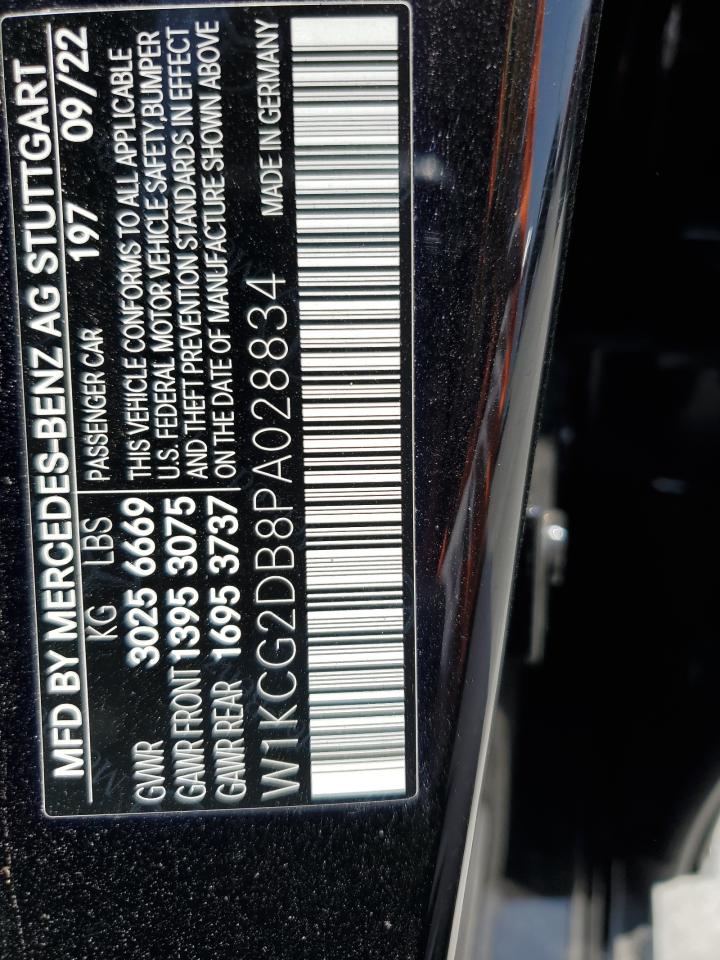 MFD BY MERCEDES-BENZ AG STUTTGART
KG LBS PASSENGER CAR 197 09/22
GVWR 3025 6669
GAWR FRONT 1395 3075
GAWR REAR 1695 3737
THIS VEHICLE CONFORMS TO ALL APPLICABLE
U.S. FEDERAL MOTOR VEHICLE SAFETY,BUMPER
AND THEFT PREVENTION STANDARDS IN EFFECT
ON THE DATE OF MANUFACTURE SHOWN ABOVE
W1KCG2DB8PA028834 MADE IN GERMANY